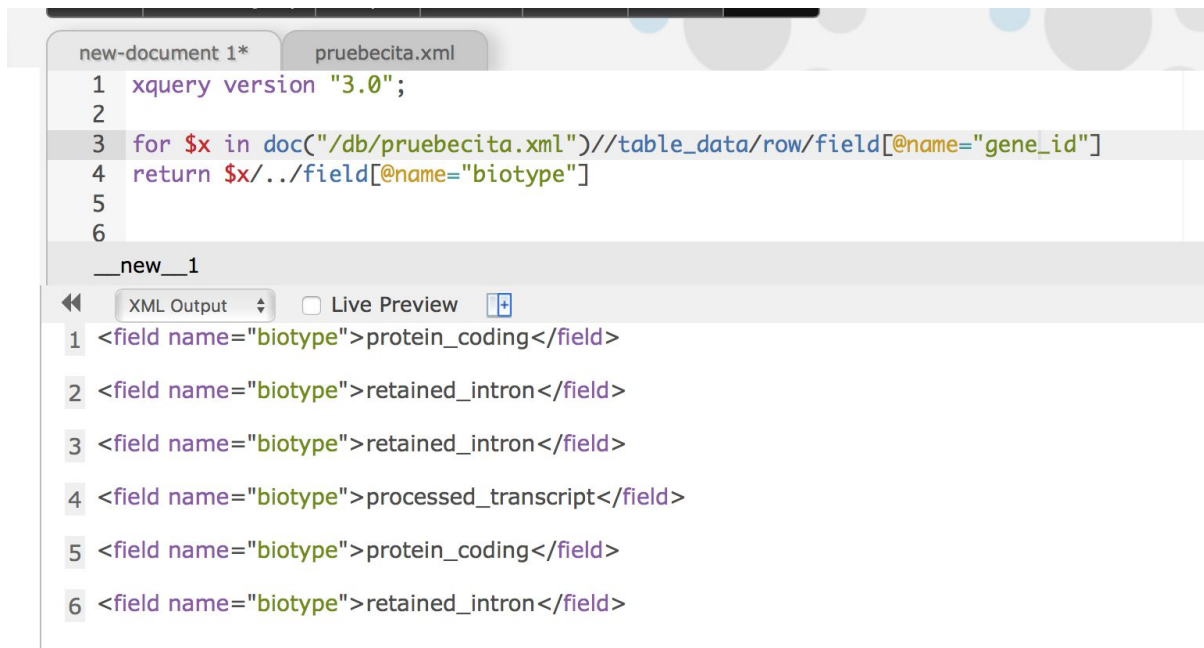 new-document 1*
pruebecita.xml
1 xquery version "3.0";
2
3 for $x in doc("/db/pruebecita.xml")//table_data/row/field[@name="gene_id"]
4 return $x/../field[@name="biotype"]
5
6
__new__1
XML Output
Live Preview
1 <field name="biotype">protein_coding</field>
2 <field name="biotype">retained_intron</field>
3 <field name="biotype">retained_intron</field>
4 <field name="biotype">processed_transcript</field>
5 <field name="biotype">protein_coding</field>
6 <field name="biotype">retained_intron</field>